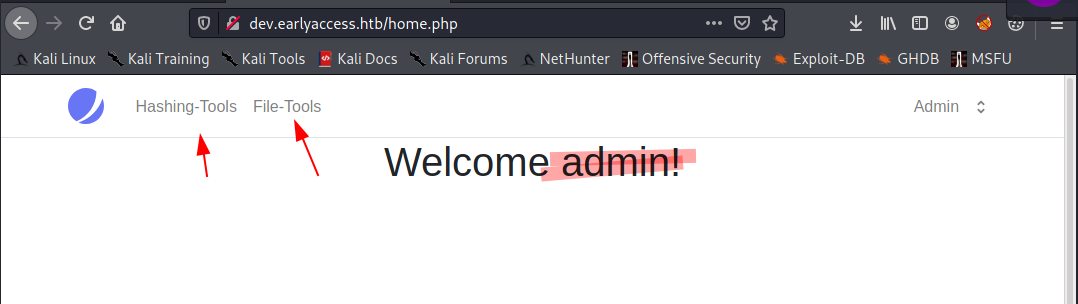 dev.earlyaccess.htb/home.php
Kali Linux Kali Training Kali Tools Kali Docs Kali Forums NetHunter Offensive Security Exploit-DB GHDB MSFU
Hashing-Tools File-Tools Admin
Welcome admin!